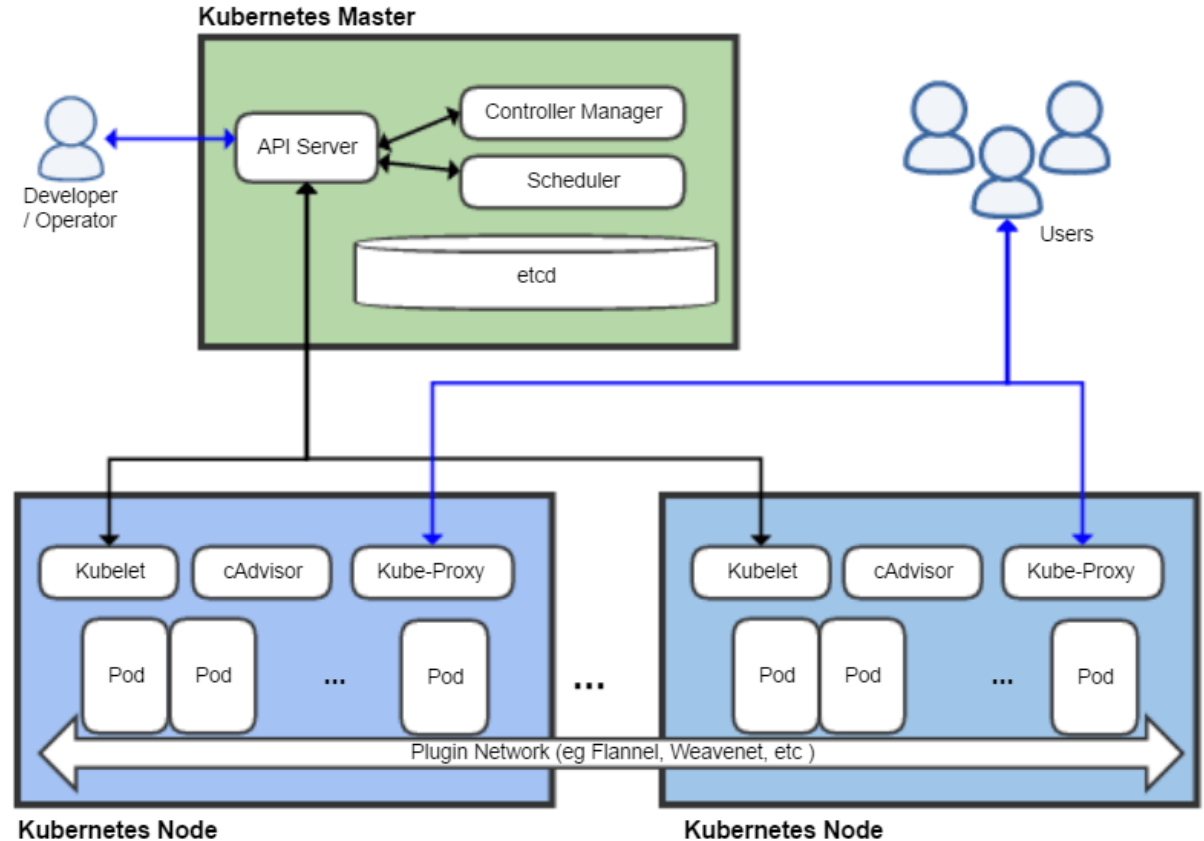 Kubernetes Master
Controller Manager
API Server
Scheduler
Developer
/ Operator
Users
etcd
Kubelet
cAdvisor
Kube-Proxy
Kubelet
cAdvisor
Kube-Proxy
Pod
Pod
...
Pod
...
Pod
Pod
...
Pod
Plugin Network (eg Flannel, Weavenet, etc )
Kubernetes Node
Kubernetes Node